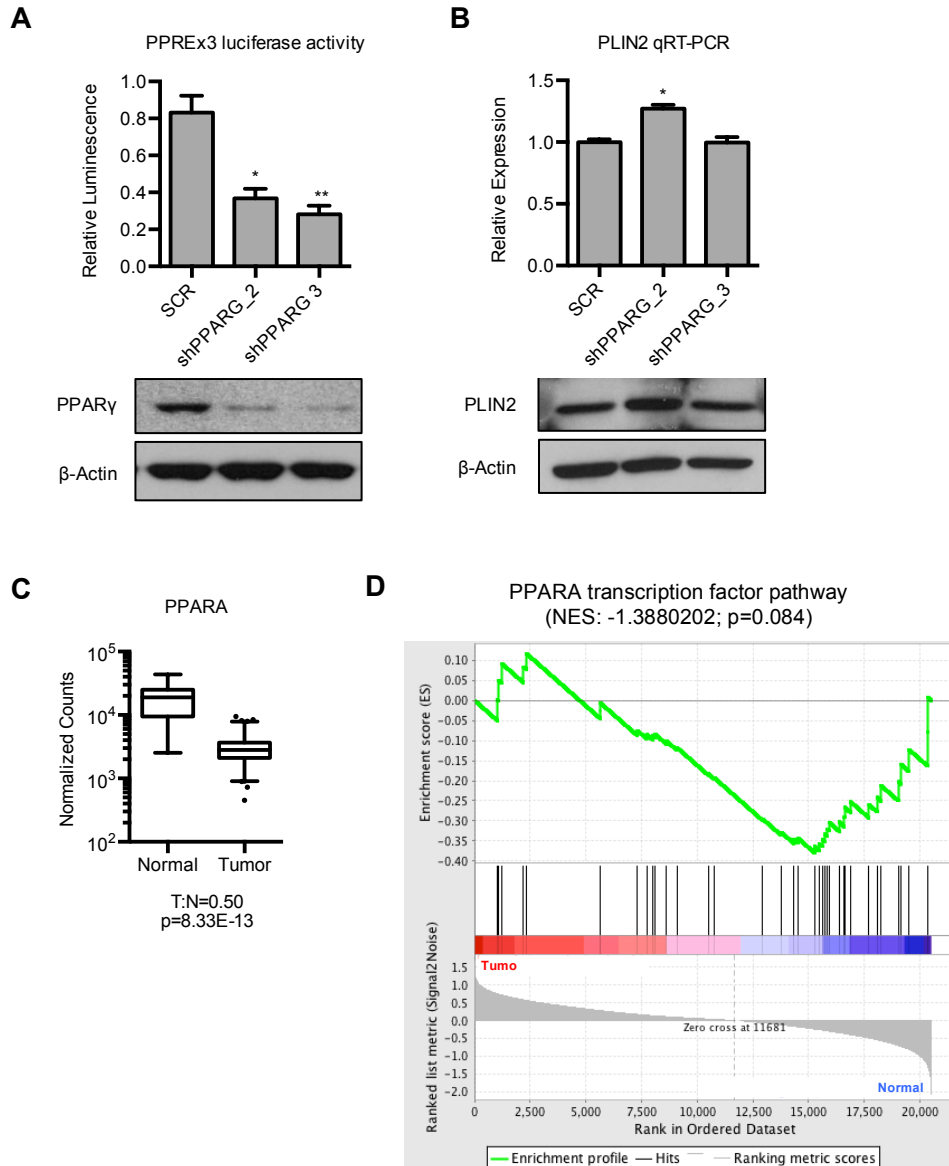 A
PPREx3 luciferase activity
Relative Luminescence
1.0
0.8
0.6
0.4
0.2
0.0
*
**
SCR
shPPARG_2
shPPARG 3
PPARγ
β-Actin
B
PLIN2 qRT-PCR
Relative Expression
1.5
1.0
0.5
0.0
*
SCR
shPPARG_2
shPPARG_3
PLIN2
β-Actin
C
PPARA
Normalized Counts
10^5
10^4
10^3
10^2
Normal
Tumor
T:N=0.50
p=8.33E-13
D
PPARA transcription factor pathway
(NES: -1.3880202; p=0.084)
Enrichment score (ES)
0.10
0.05
0.00
-0.05
-0.10
-0.15
-0.20
-0.25
-0.30
-0.35
-0.40
Ranked list metric (Signal2Noise)
1.5
1.0
0.5
0.0
-0.5
-1.0
-1.5
-2.0
Tumo
Zero cross at 11681
Normal
0 2,500 5,000 7,500 10,000 12,500 15,000 17,500 20,000
Rank in Ordered Dataset
Enrichment profile Hits Ranking metric scores